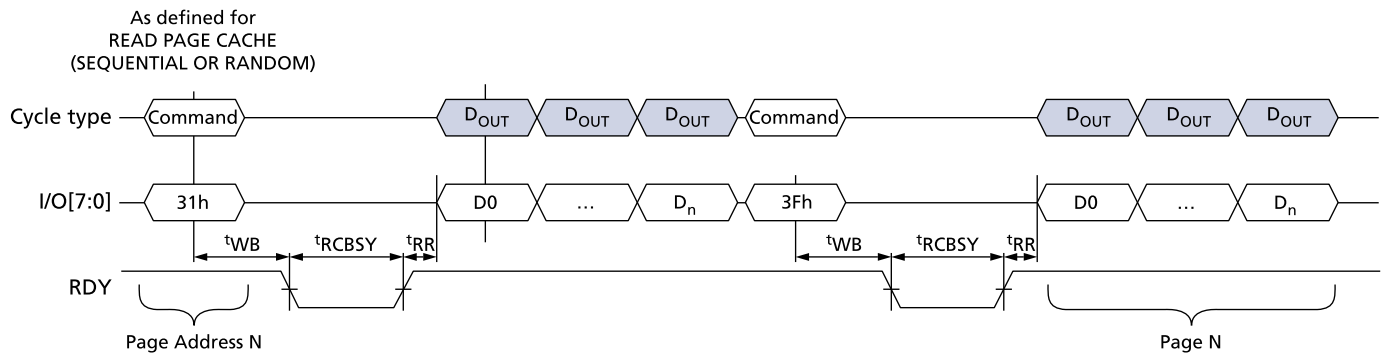 As defined for
READ PAGE CACHE
(SEQUENTIAL OR RANDOM)
Cycle type Command DOUT DOUT DOUT Command DOUT DOUT DOUT
I/O[7:0] 31h D0 ... Dn 3Fh D0 ... Dn
tWB tRCBSY tRR tWB tRCBSY tRR
RDY
Page Address N Page N